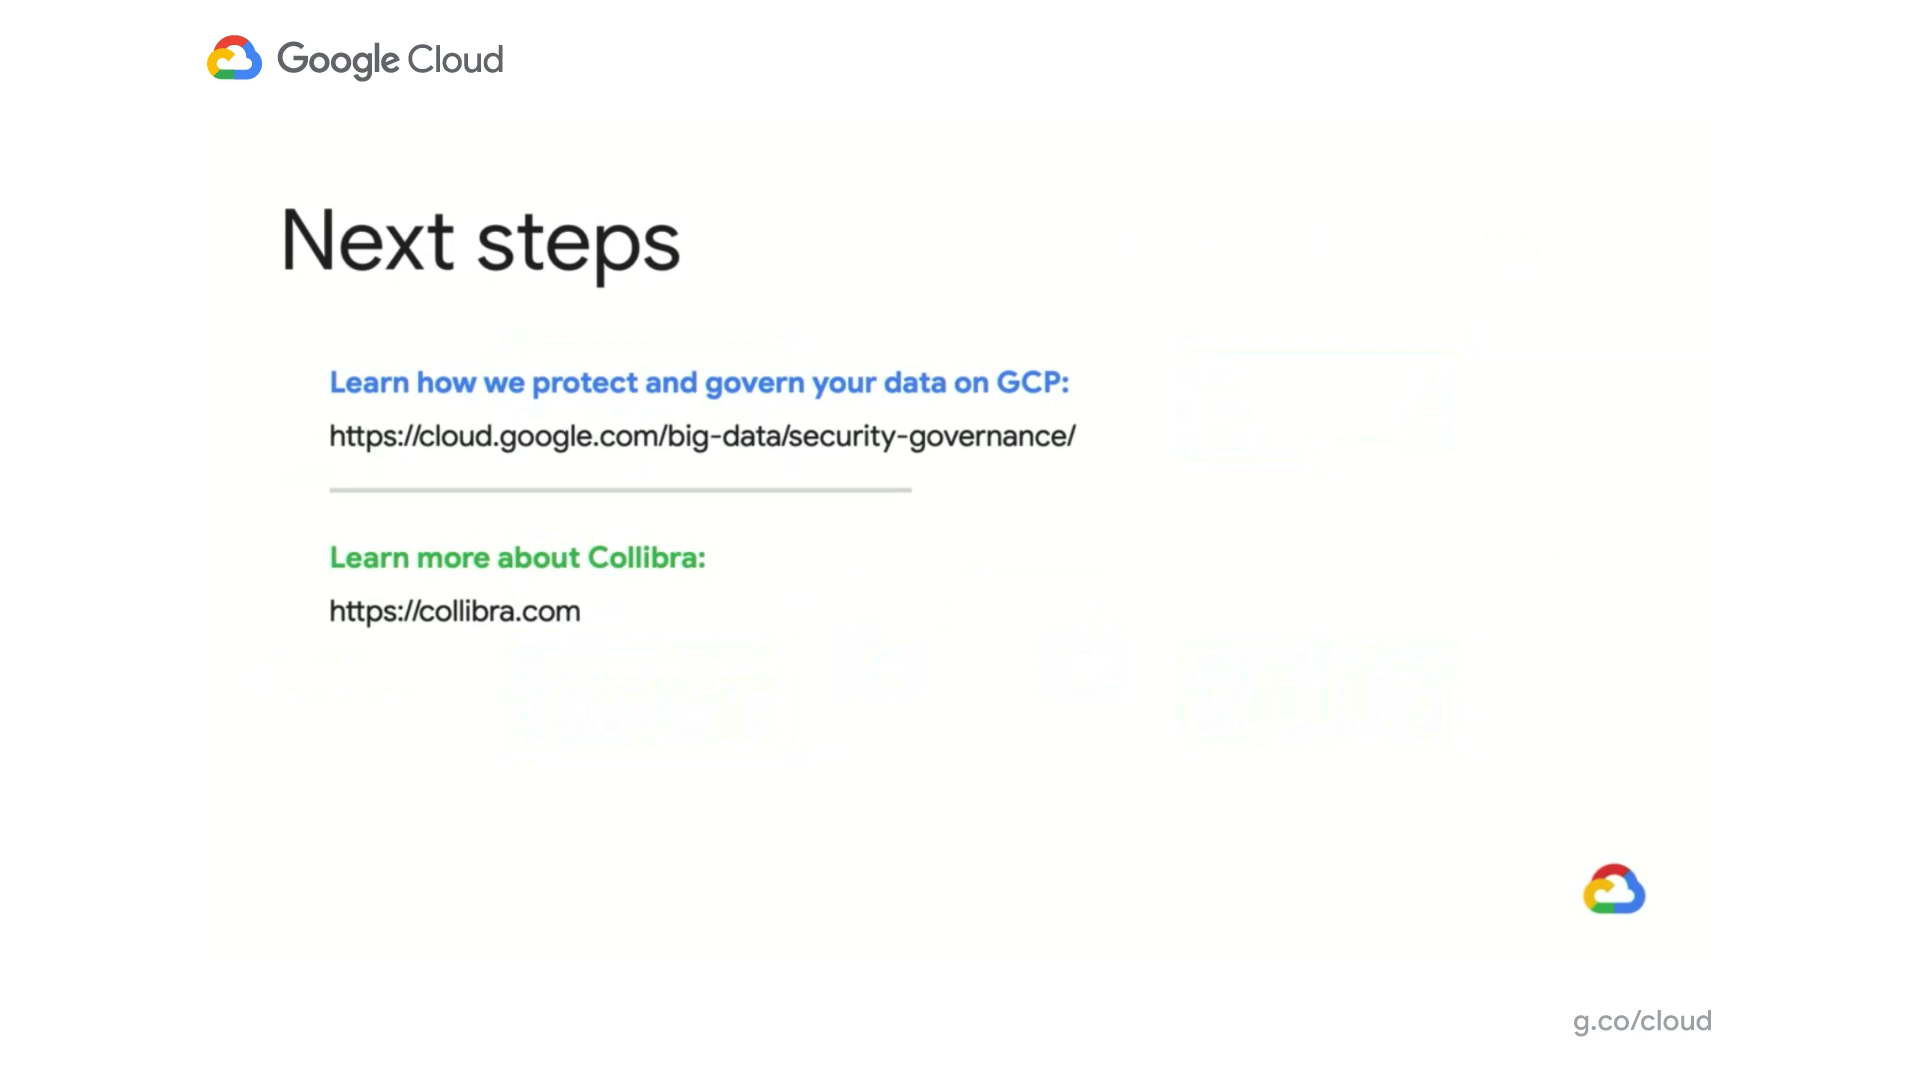 Google Cloud
Next steps
Learn how we protect and govern your data on GCP:
https://cloud.google.com/big-data/security-governance/
Learn more about Collibra:
https://collibra.com
g.co/cloud